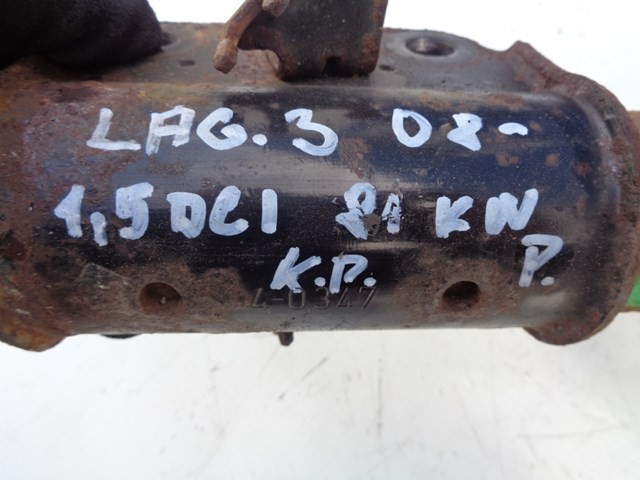 LAG.3 08-
1,5 DCI 81 KW
K.P. P.
4-0347